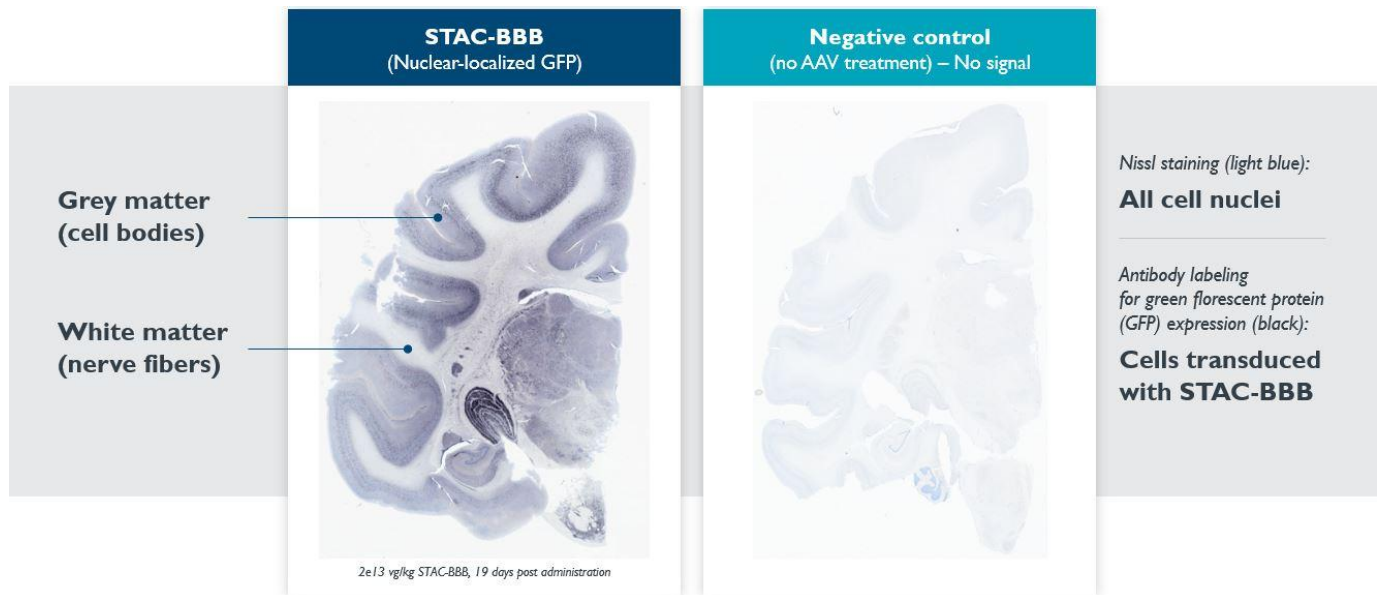 STAC-BBB
(Nuclear-localized GFP)
Negative control
(no AAV treatment) – No signal
Grey matter
(cell bodies)
White matter
(nerve fibers)
2e13 vg/kg STAC-BBB, 19 days post administration
Nissl staining (light blue):
All cell nuclei
Antibody labeling
for green florescent protein
(GFP) expression (black):
Cells transduced
with STAC-BBB